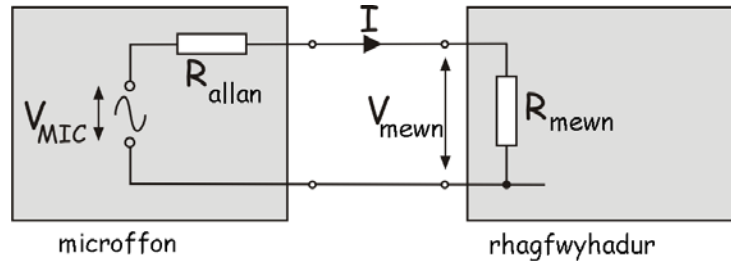 I
R allan
V MIC
V mewn
R mewn
microffon
rhagfwyhadur